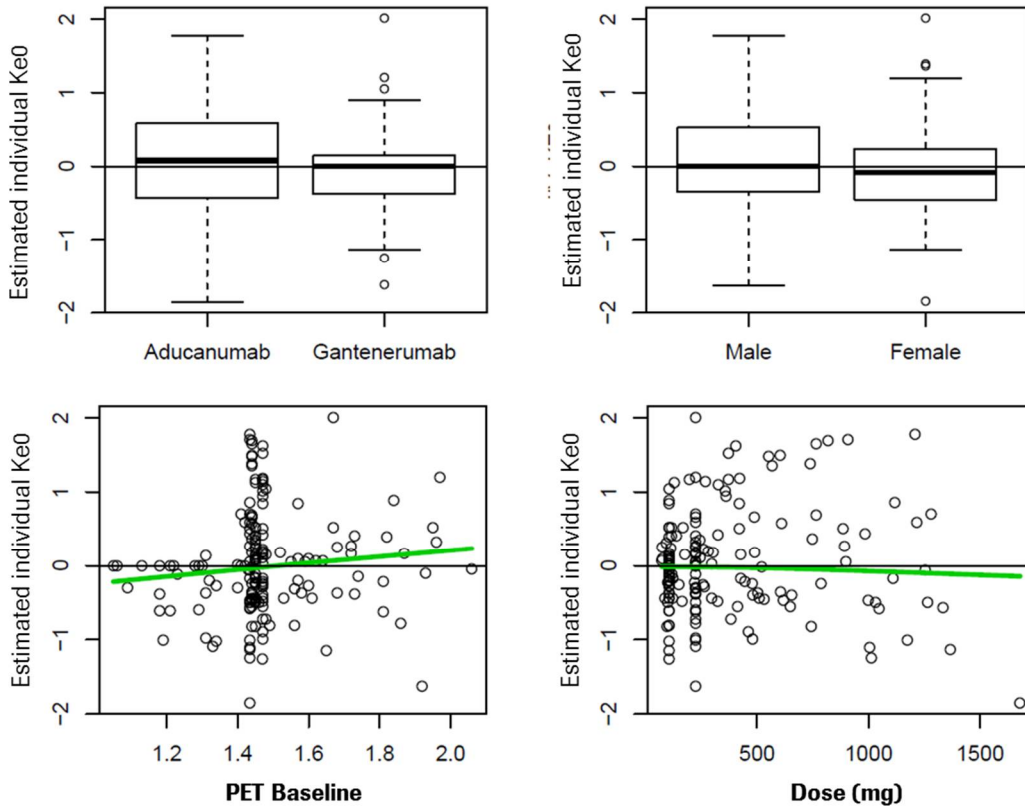 Estimated individual Ke0
2
1
0
−1
−2
Aducanumab
Gantenerumab
Estimated individual Ke0
2
1
0
−1
−2
Male
Female
Estimated individual Ke0
2
1
0
−1
−2
1.2
1.4
1.6
1.8
2.0
PET Baseline
Estimated individual Ke0
2
1
0
−1
−2
500
1000
1500
Dose (mg)